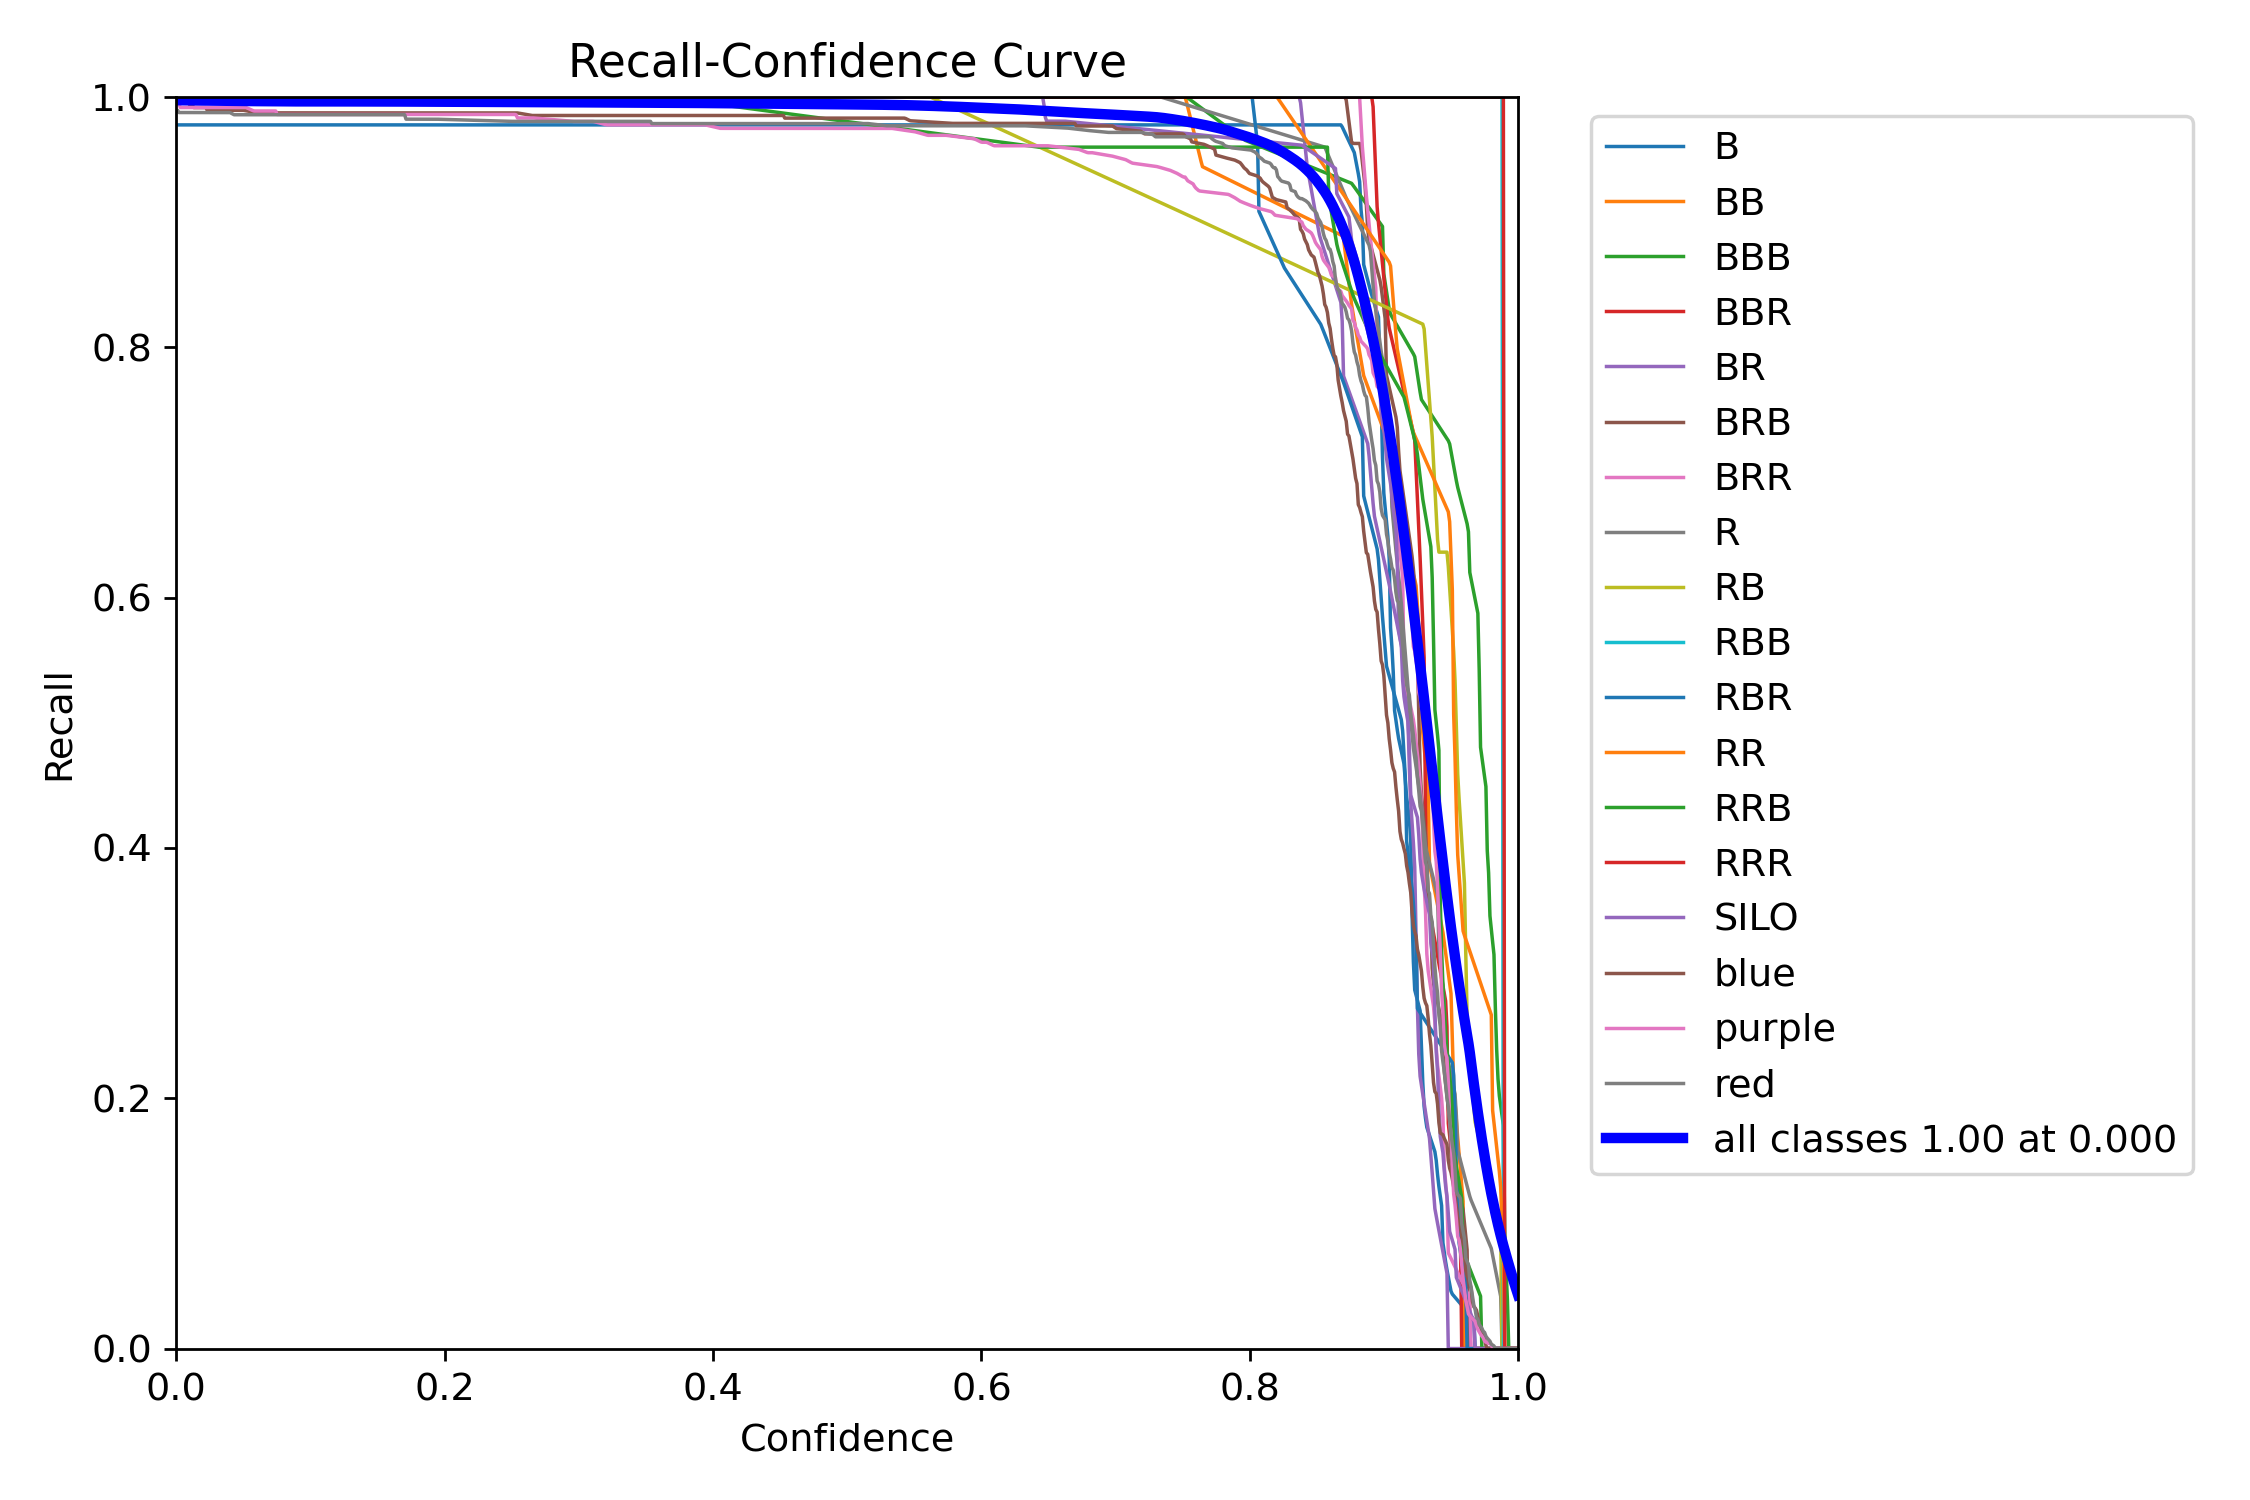 Recall-Confidence Curve
1.0
0.8
0.6
0.4
0.2
0.0
Recall
0.0 0.2 0.4 0.6 0.8 1.0
Confidence
B
BB
BBB
BBR
BR
BRB
BRR
R
RB
RBB
RBR
RR
RRB
RRR
SILO
blue
purple
red
all classes 1.00 at 0.000